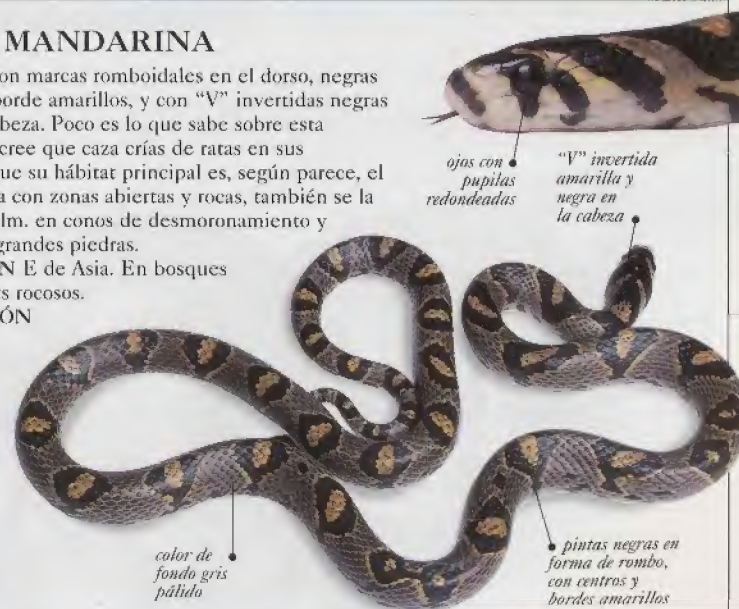 MANDARINA
on marcas romboidales en el dorso, negras
borde amarillos, y con “V” invertidas negras
beza. Poco es lo que sabe sobre esta
cree que caza crías de ratas en sus
que su hábitat principal es, según parece, el
a con zonas abiertas y rocas, también se la
lm. en conos de desmoronamiento y
grandes piedras.
N E de Asia. En bosques
s rocosos.
ÓN
ojos con
pupilas
redondeadas
“V” invertida
amarilla y
negra en
la cabeza
color de
fondo gris
pálido
pintas negras en
forma de rombo,
con centros y
bordes amarillos